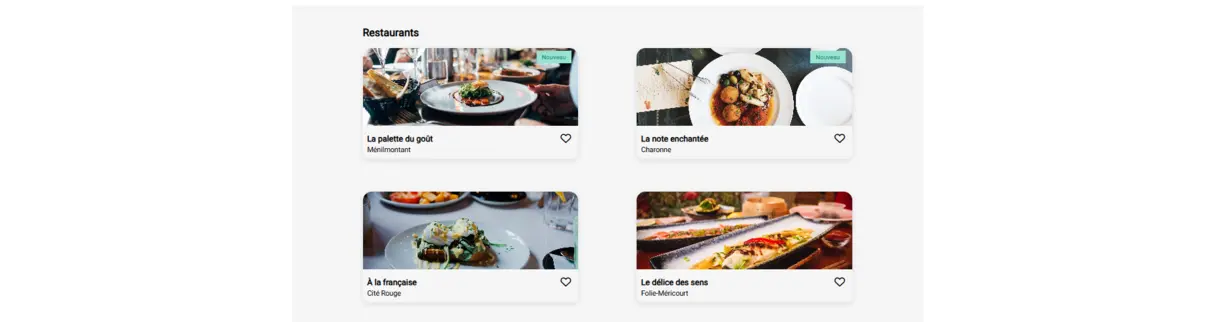 Restaurants
Nouveau
Nouveau
La palette du goût
Ménilmontant
La note enchantée
Charonne
À la française
Cité Rouge
Le délice des sens
Folie-Méricourt